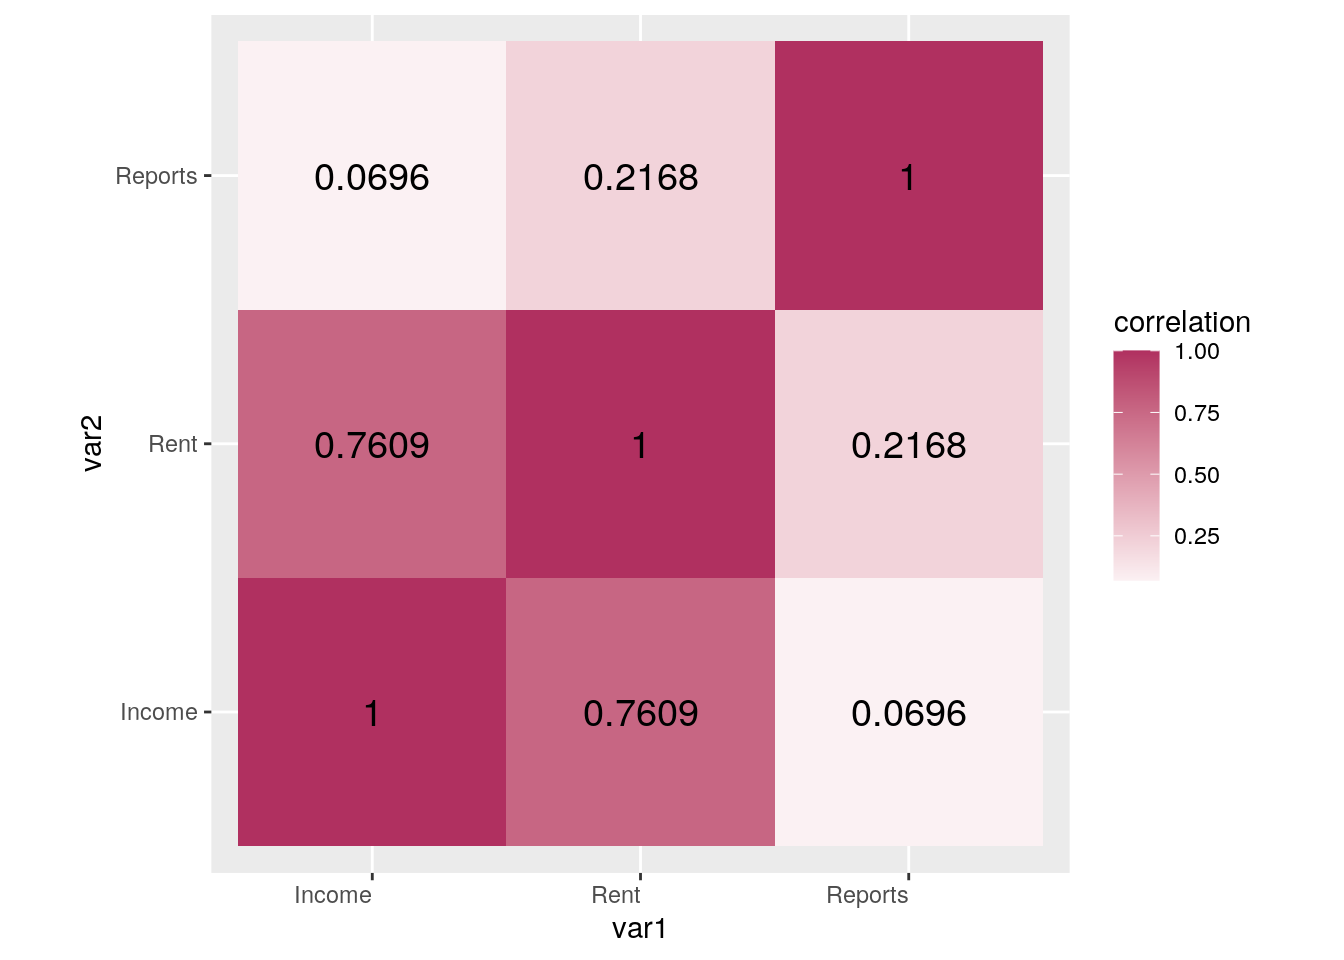 Reports
0.0696 0.2168 1
correlation
1.00
0.75
0.50
0.25
var2
Rent
0.7609 1 0.2168
Income
1 0.7609 0.0696
Income Rent Reports
var1